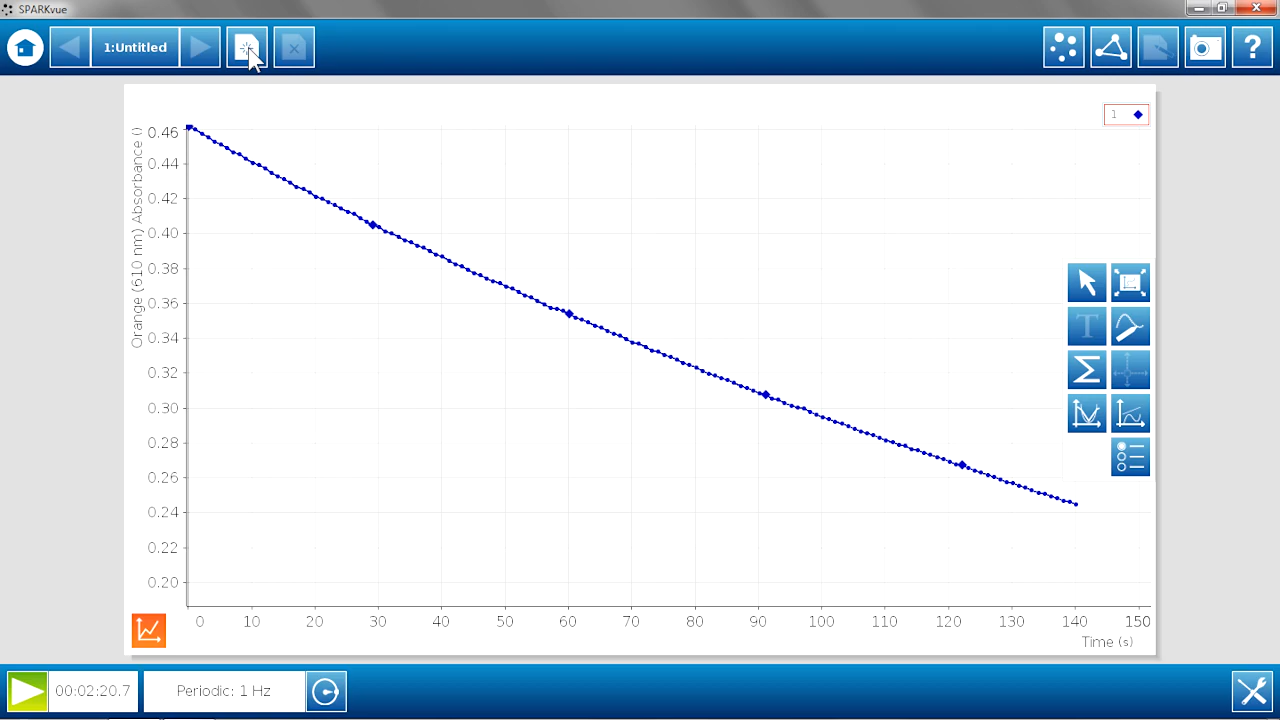 SPARKvue
1:Untitled
?
1
Orange (610 nm) Absorbance ()
0.46
0.44
0.42
0.40
0.38
0.36
0.34
0.32
0.30
0.28
0.26
0.24
0.22
0.20
T
Σ
0 10 20 30 40 50 60 70 80 90 100 110 120 130 140 150
Time (s)
00:02:20.7 Periodic: 1 Hz